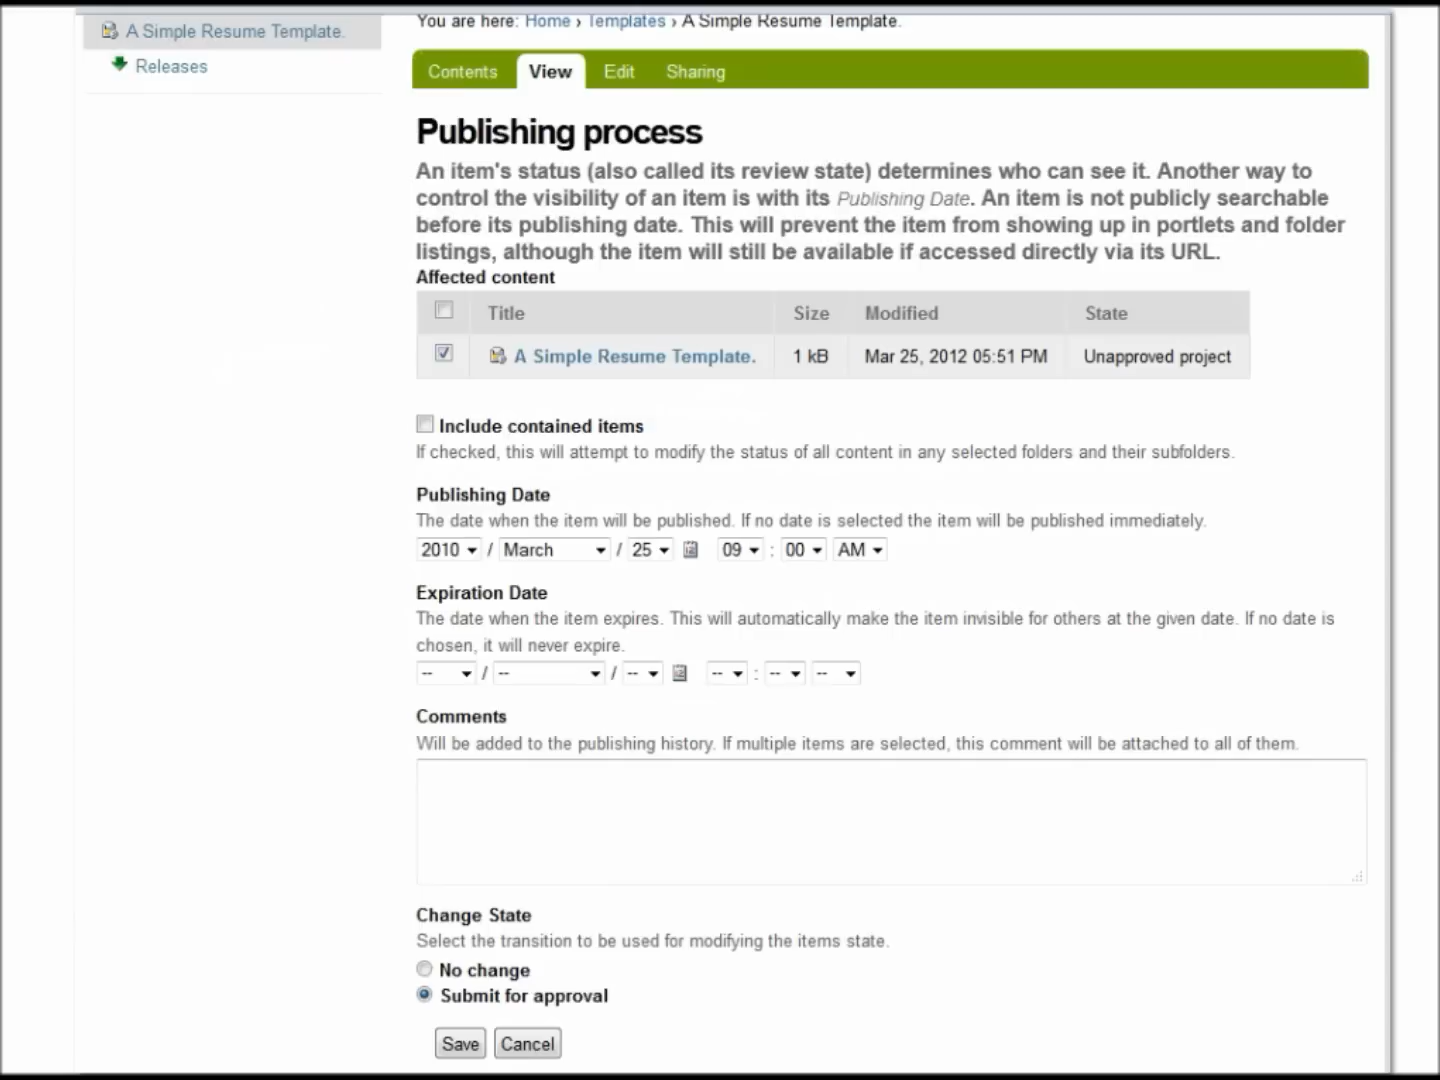 You are here: Home › Templates › A Simple Resume Template.
A Simple Resume Template.
Releases
Contents View Edit Sharing
Publishing process
An item's status (also called its review state) determines who can see it. Another way to
control the visibility of an item is with its Publishing Date. An item is not publicly searchable
before its publishing date. This will prevent the item from showing up in portlets and folder
listings, although the item will still be available if accessed directly via its URL.
Affected content
Title Size Modified State
A Simple Resume Template. 1 kB Mar 25, 2012 05:51 PM Unapproved project
Include contained items
If checked, this will attempt to modify the status of all content in any selected folders and their subfolders.
Publishing Date
The date when the item will be published. If no date is selected the item will be published immediately.
2010 / March / 25 09 : 00 AM
Expiration Date
The date when the item expires. This will automatically make the item invisible for others at the given date. If no date is
chosen, it will never expire.
-- / -- / -- -- : -- --
Comments
Will be added to the publishing history. If multiple items are selected, this comment will be attached to all of them.
Change State
Select the transition to be used for modifying the items state.
No change
Submit for approval
Save Cancel